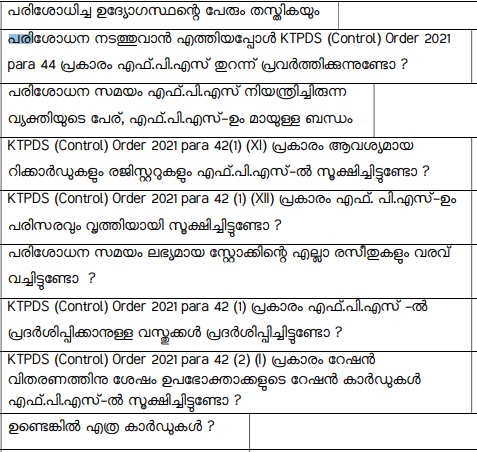 പരിശോധിച്ച ഉദ്യോഗസ്ഥന്റെ പേരും തസ്തികയും
പരിശോധന നടത്തുവാൻ എത്തിയപ്പോൾ KTPDS (Control) Order 2021
para 44 പ്രകാരം എഫ്.പി.എസ് തുറന്ന് പ്രവർത്തിക്കുന്നുണ്ടോ ?
പരിശോധന സമയം എഫ്.പി.എസ് നിയന്ത്രിച്ചിരുന്ന
വ്യക്തിയുടെ പേര്, എഫ്.പി.എസ്-ഉം മായുള്ള ബന്ധം
KTPDS (Control) Order 2021 para 42(1) (XI) പ്രകാരം ആവശ്യമായ
റിക്കാർഡുകളും രജിസ്റ്ററുകളും എഫ്.പി.എസ്-ൽ സൂക്ഷിച്ചിട്ടുണ്ടോ ?
KTPDS (Control) Order 2021 para 42 (1) (XII) പ്രകാരം എഫ്. പി.എസ്-ഉം
പരിസരവും വൃത്തിയായി സൂക്ഷിച്ചിട്ടുണ്ടോ ?
പരിശോധന സമയം ലഭ്യമായ സ്റ്റോക്കിന്റെ എല്ലാ രസീതുകളും വരവ്
വച്ചിട്ടുണ്ടോ ?
KTPDS (Control) Order 2021 para 42 (1) പ്രകാരം എഫ്.പി.എസ് -ൽ
പ്രദർശിപ്പിക്കാനുള്ള വസ്തുക്കൾ പ്രദർശിപ്പിച്ചിട്ടുണ്ടോ ?
KTPDS (Control) Order 2021 para 42 (2) (I) പ്രകാരം റേഷൻ
വിതരണത്തിനു ശേഷം ഉപഭോക്താക്കളുടെ റേഷൻ കാർഡുകൾ
എഫ്.പി.എസ്-ൽ സൂക്ഷിച്ചിട്ടുണ്ടോ ?
ഉണ്ടെങ്കിൽ എത്ര കാർഡുകൾ ?